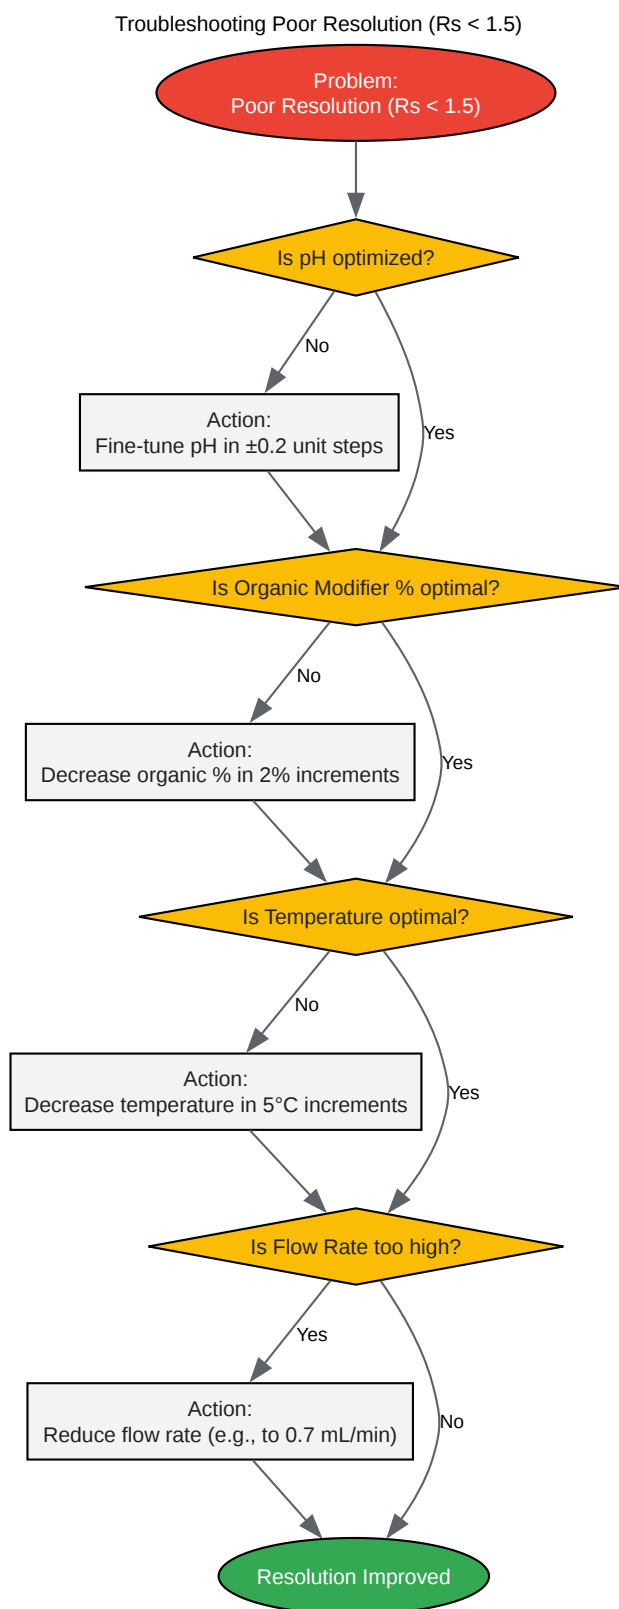 Troubleshooting Poor Resolution (Rs < 1.5)
Problem:
Poor Resolution (Rs < 1.5)
Is pH optimized?
No
Yes
Action:
Fine-tune pH in ±0.2 unit steps
Is Organic Modifier % optimal?
No
Yes
Action:
Decrease organic % in 2% increments
Is Temperature optimal?
No
Yes
Action:
Decrease temperature in 5°C increments
Is Flow Rate too high?
Yes
No
Action:
Reduce flow rate (e.g., to 0.7 mL/min)
Resolution Improved